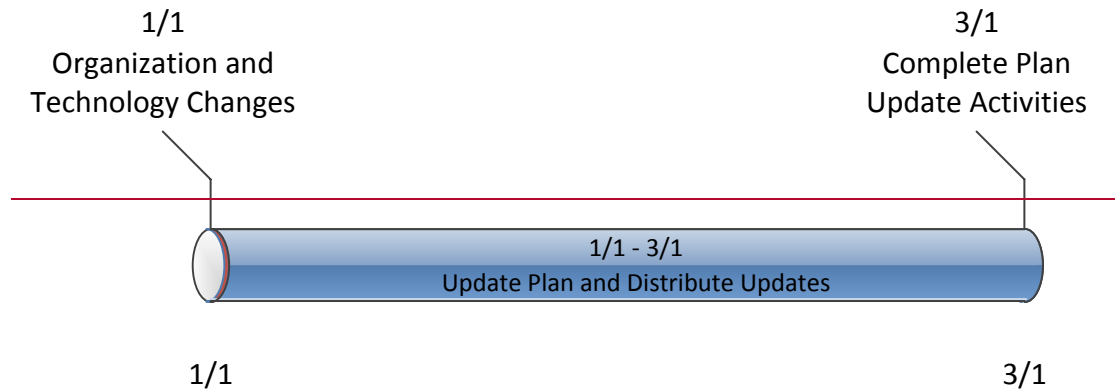 1/1
Organization and
Technology Changes
3/1
Complete Plan
Update Activities
1/1 - 3/1
Update Plan and Distribute Updates
1/1
3/1